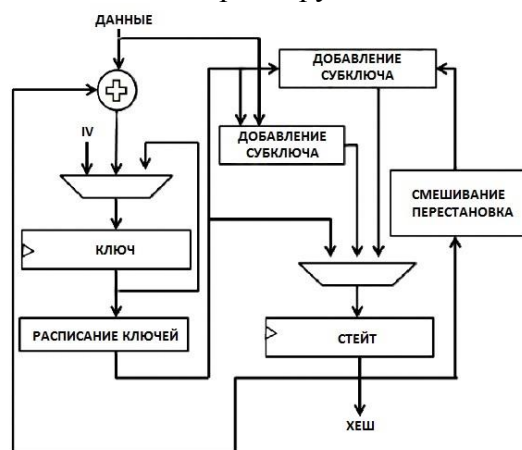 ДАННЫЕ
ДОБАВЛЕНИЕ
СУБКЛЮЧА
IV
ДОБАВЛЕНИЕ
СУБКЛЮЧА
СМЕШИВАНИЕ
ПЕРЕСТАНОВКА
КЛЮЧ
РАСПИСАНИЕ КЛЮЧЕЙ
СТЕЙТ
ХЕШ